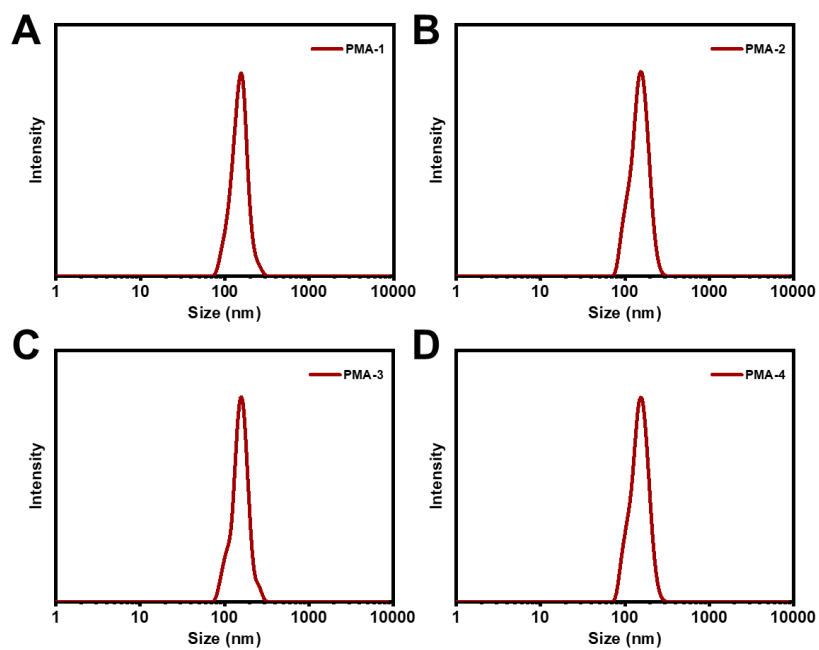 A
PMA-1
Intensity
1 10 100 1000 10000
Size (nm)
B
PMA-2
Intensity
1 10 100 1000 10000
Size (nm)
C
PMA-3
Intensity
1 10 100 1000 10000
Size (nm)
D
PMA-4
Intensity
1 10 100 1000 10000
Size (nm)